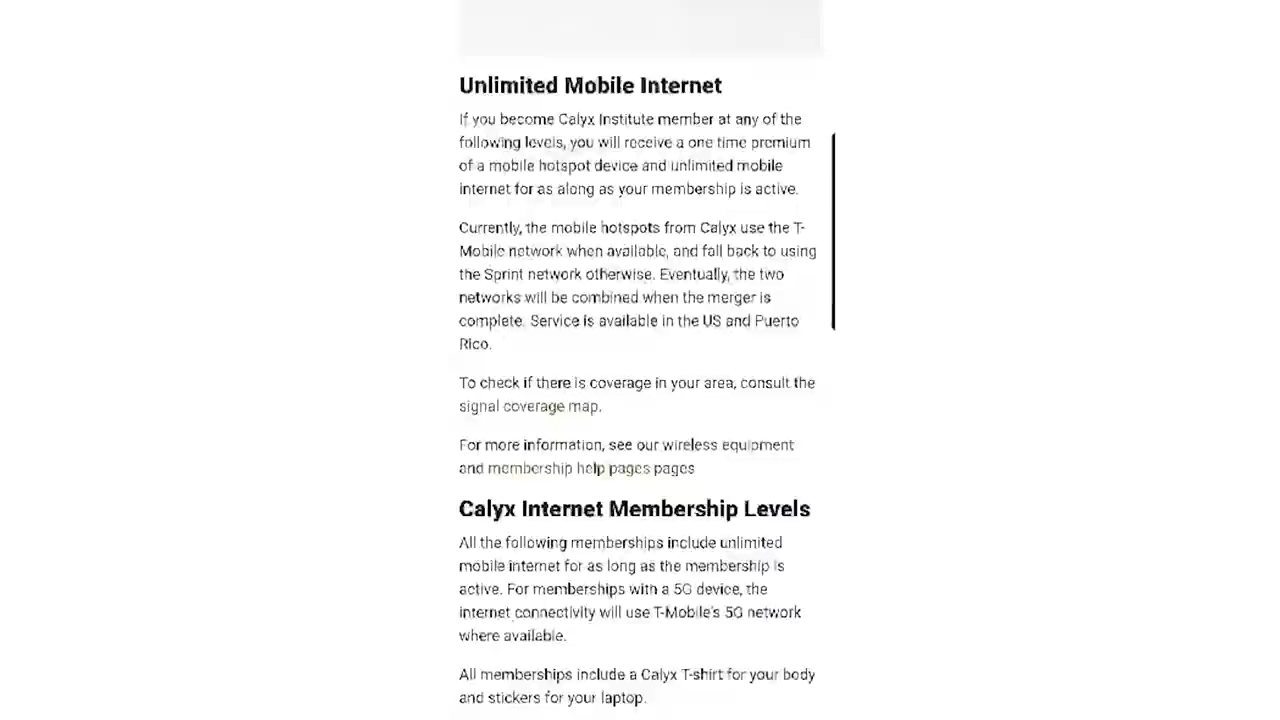 Unlimited Mobile Internet
If you become Calyx Institute member at any of the
following levels, you will receive a one time premium
of a mobile hotspot device and unlimited mobile
internet for as along as your membership is active.
Currently, the mobile hotspots from Calyx use the T-
Mobile network when available, and fall back to using
the Sprint network otherwise. Eventually, the two
networks will be combined when the merger is
complete. Service is available in the US and Puerto
Rico.
To check if there is coverage in your area, consult the
signal coverage map.
For more information, see our wireless equipment
and membership help pages pages
Calyx Internet Membership Levels
All the following memberships include unlimited
mobile internet for as long as the membership is
active. For memberships with a 5G device, the
internet connectivity will use T-Mobile's 5G network
where available.
All memberships include a Calyx T-shirt for your body
and stickers for your laptop.